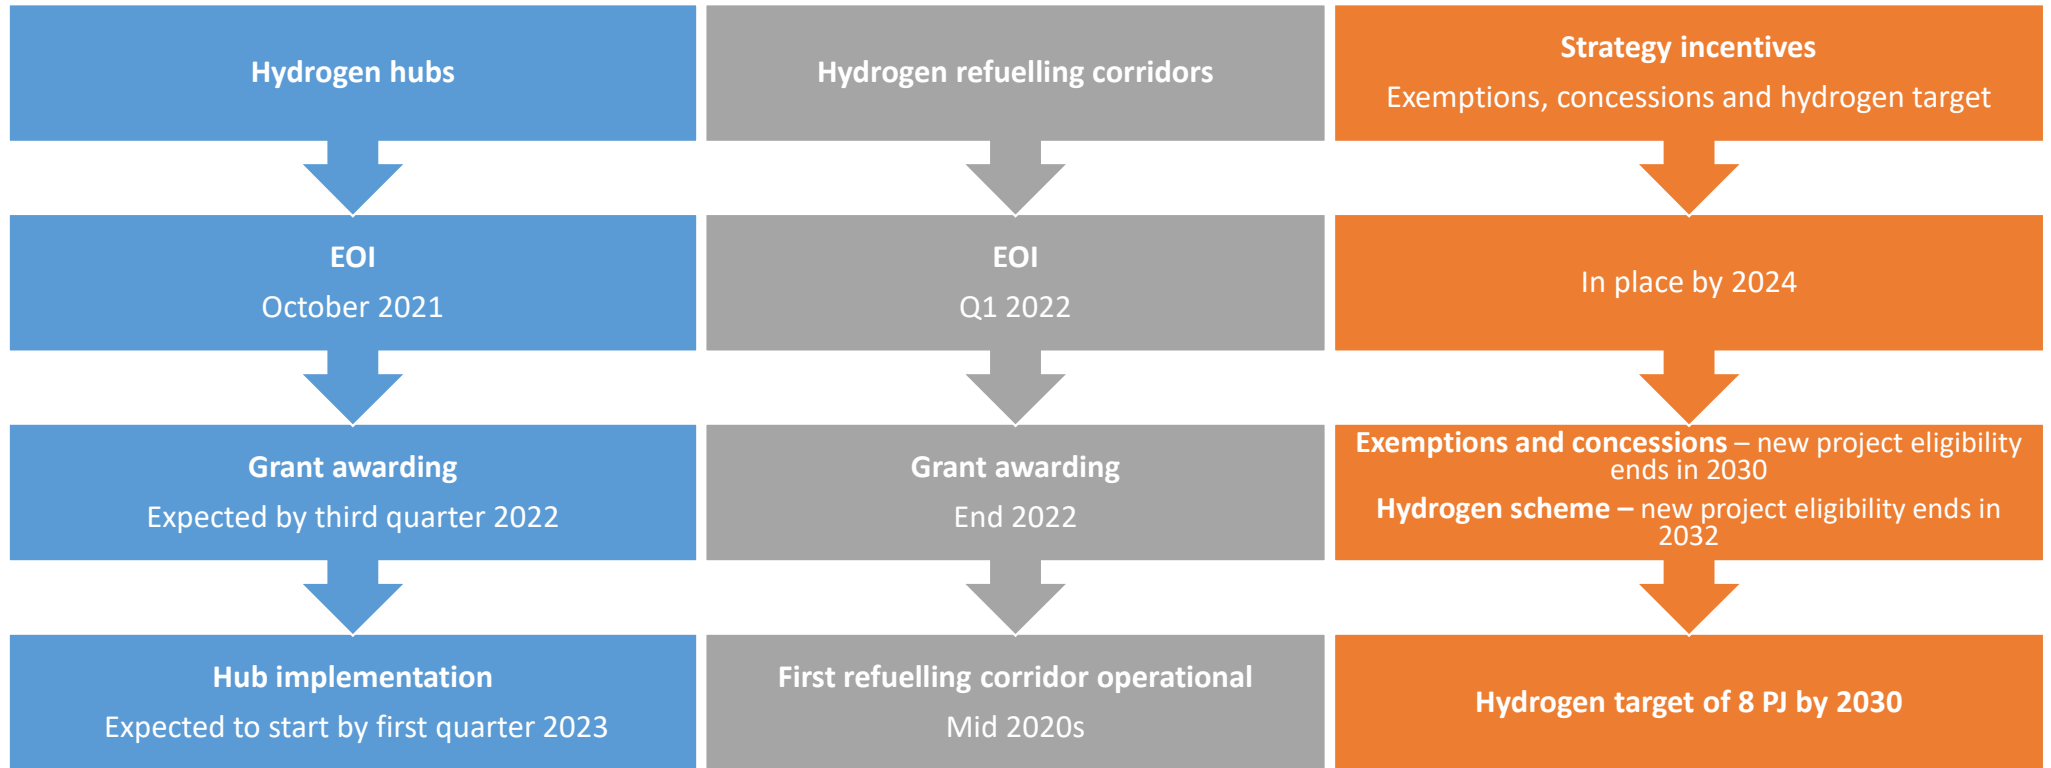 Hydrogen hubs
EOI
October 2021
Grant awarding
Expected by third quarter 2022
Hub implementation
Expected to start by first quarter 2023
Hydrogen refuelling corridors
EOI
Q1 2022
Grant awarding
End 2022
First refuelling corridor operational
Mid 2020s
Strategy incentives
Exemptions, concessions and hydrogen target
In place by 2024
Exemptions and concessions – new project eligibility
ends in 2030
Hydrogen scheme – new project eligibility ends in
2032
Hydrogen target of 8 PJ by 2030